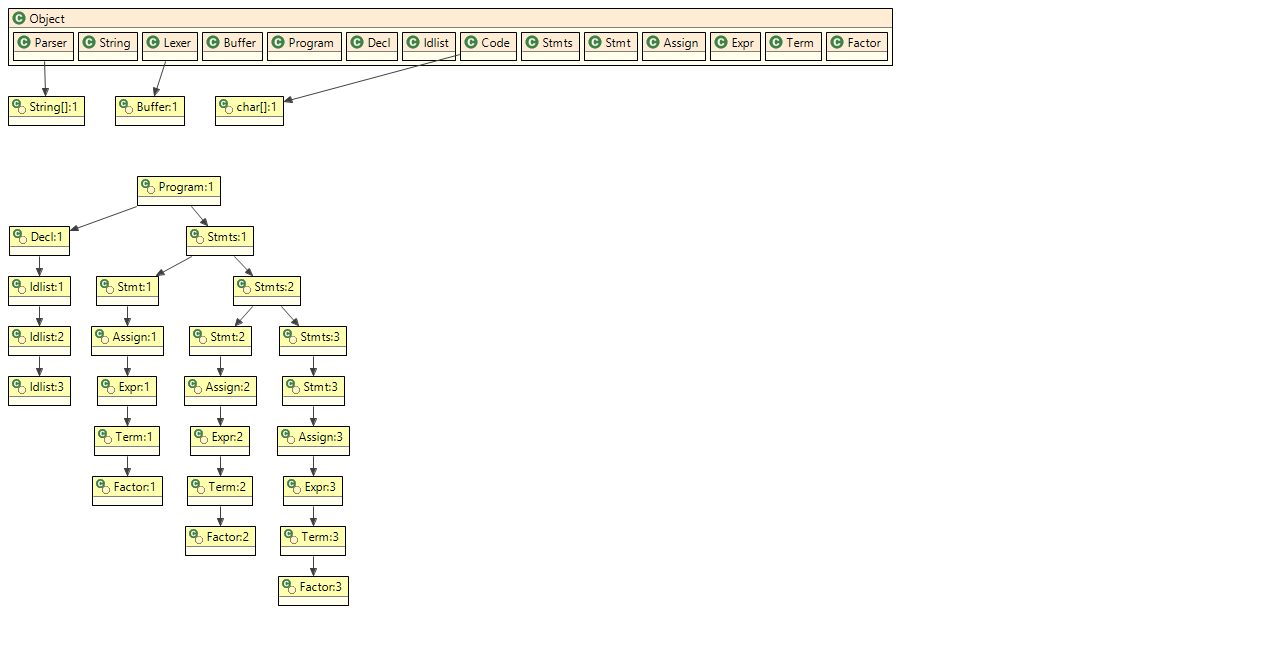 Object
Parser String Lexer Buffer Program Decl Idlist Code Stmts Stmt Assign Expr Term Factor
String[]:1 Buffer:1 char[]:1
Program:1
Decl:1 Stmts:1
Idlist:1 Stmt:1 Stmts:2
Idlist:2 Assign:1 Stmt:2 Stmts:3
Idlist:3 Expr:1 Assign:2 Stmt:3
Term:1 Expr:2 Assign:3
Factor:1 Term:2 Expr:3
Factor:2 Term:3
Factor:3